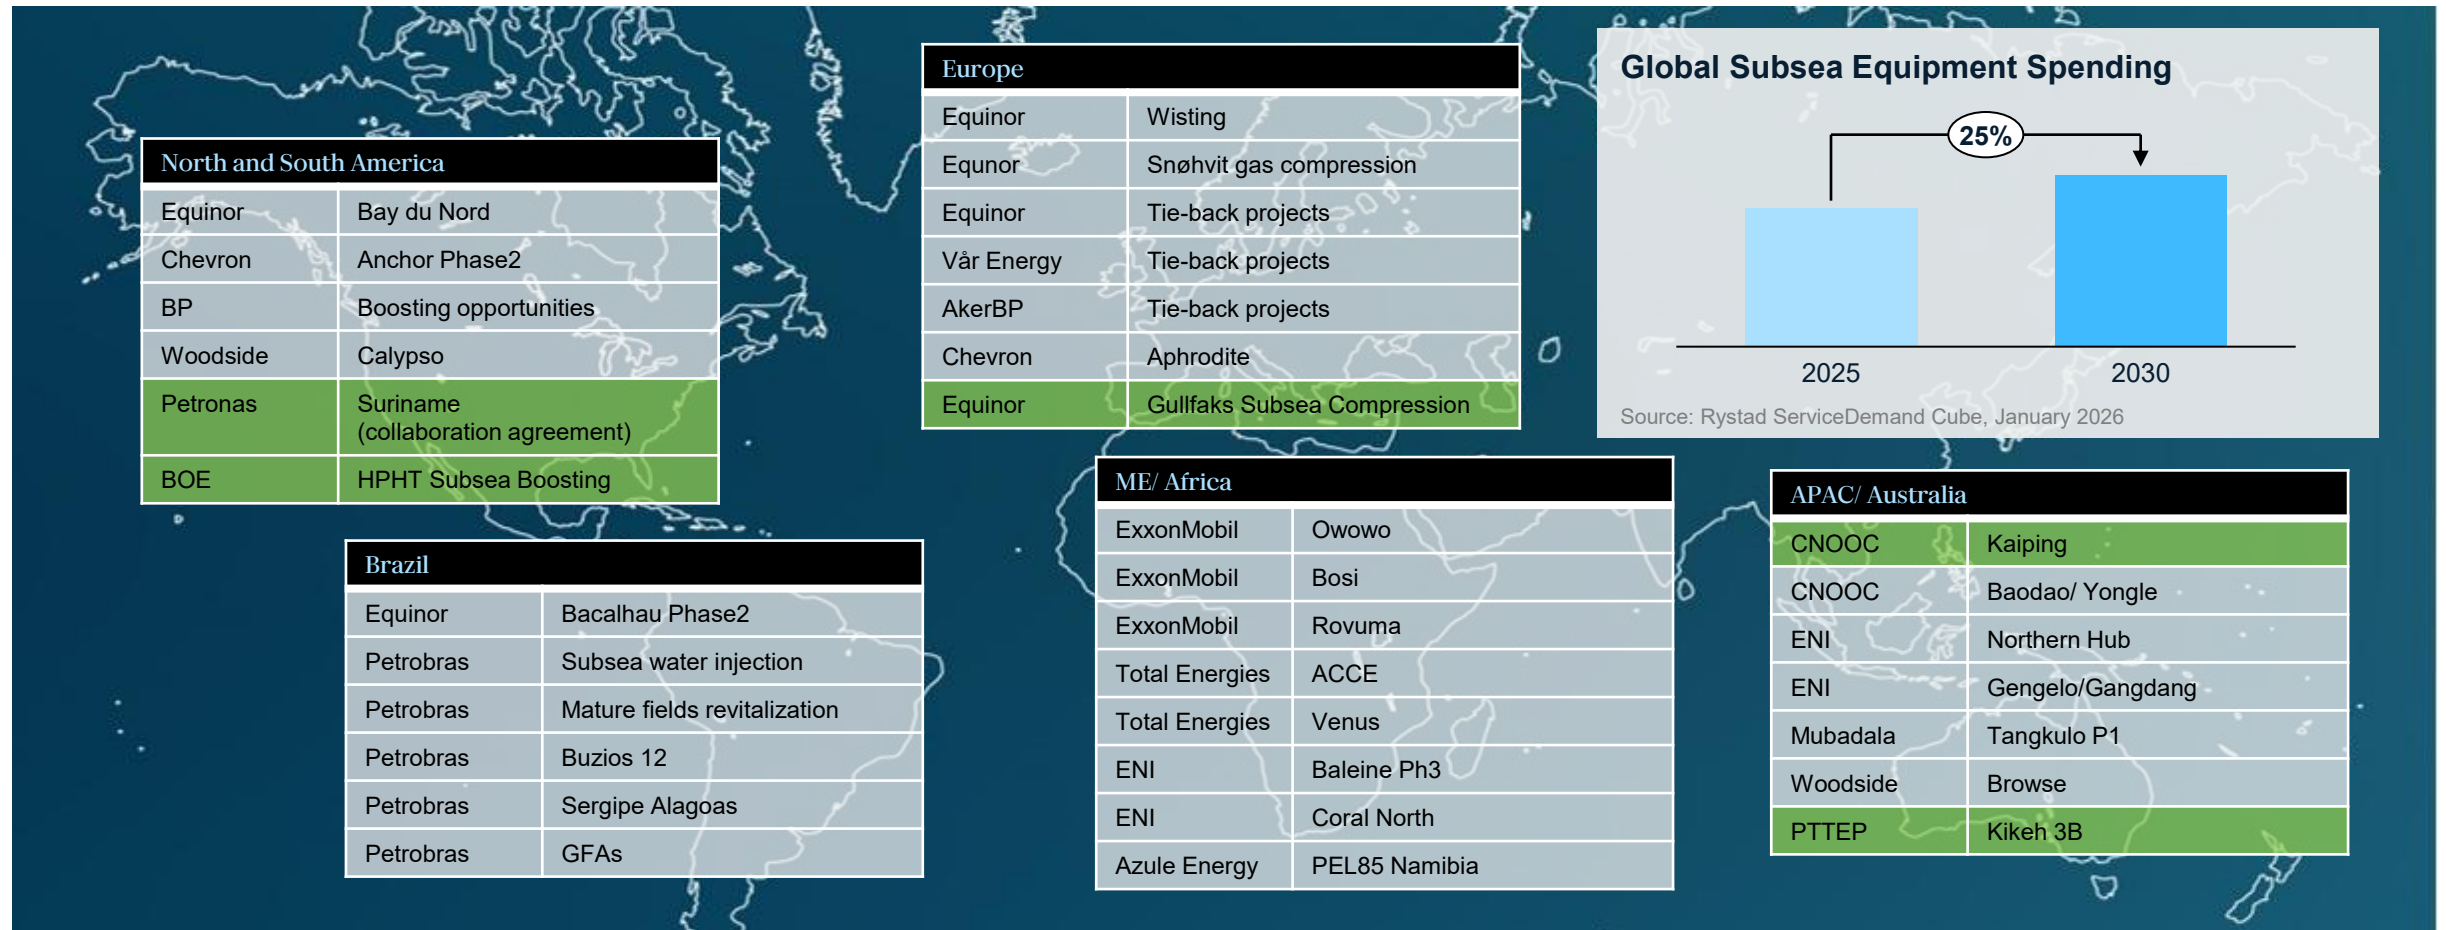 Europe
Equinor Wisting
Equnor Snøhvit gas compression
Equinor Tie-back projects
Vår Energy Tie-back projects
AkerBP Tie-back projects
Chevron Aphrodite
Equinor Gullfaks Subsea Compression
Global Subsea Equipment Spending
25%
2025 2030
Source: Rystad ServiceDemand Cube, January 2026
North and South America
Equinor Bay du Nord
Chevron Anchor Phase2
BP Boosting opportunities
Woodside Calypso
Petronas Suriname
(collaboration agreement)
BOE HPHT Subsea Boosting
Brazil
Equinor Bacalhau Phase2
Petrobras Subsea water injection
Petrobras Mature fields revitalization
Petrobras Buzios 12
Petrobras Sergipe Alagoas
Petrobras GFAs
ME/ Africa
ExxonMobil Owowo
ExxonMobil Bosi
ExxonMobil Rovuma
Total Energies ACCE
Total Energies Venus
ENI Baleine Ph3
ENI Coral North
Azule Energy PEL85 Namibia
APAC/ Australia
CNOOC Kaiping
CNOOC Baodao/ Yongle
ENI Northern Hub
ENI Gengelo/Gangdang
Mubadala Tangkulo P1
Woodside Browse
PTTEP Kikeh 3B